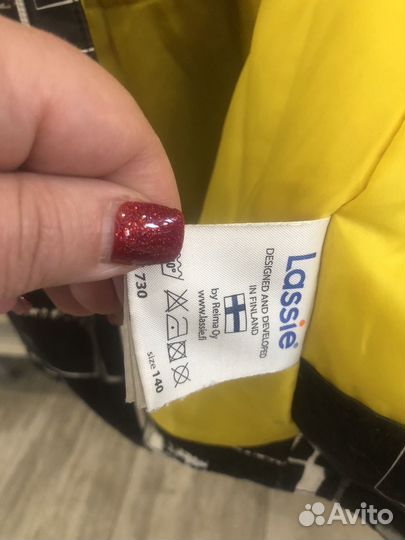 Lassie
DESIGNED AND DEVELOPED
IN FINLAND
by Reima Oy
www.lassie.fi
730
size 140
Avito